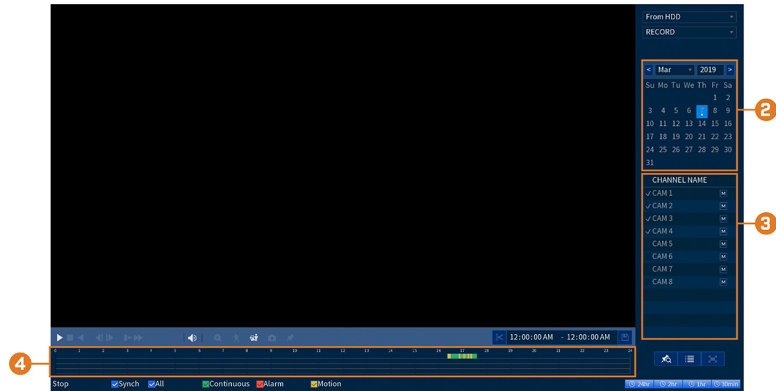 From HDD
RECORD
< Mar 2019 >
Su Mo Tu We Th Fr Sa
1 2
3 4 5 6 7 8 9
10 11 12 13 14 15 16
17 18 19 20 21 22 23
24 25 26 27 28 29 30
31
2
CHANNEL NAME
CAM 1 M
CAM 2 M
CAM 3 M
CAM 4 M
CAM 5 M
CAM 6 M
CAM 7 M
CAM 8 M
3
12:00:00 AM - 12:00:00 AM
0 1 2 3 4 5 6 7 8 9 10 11 12 13 14 15 16 17 18 19 20 21 22 23 24
4
Stop Synch All Continuous Alarm Motion 24hr 2hr 1hr 30min